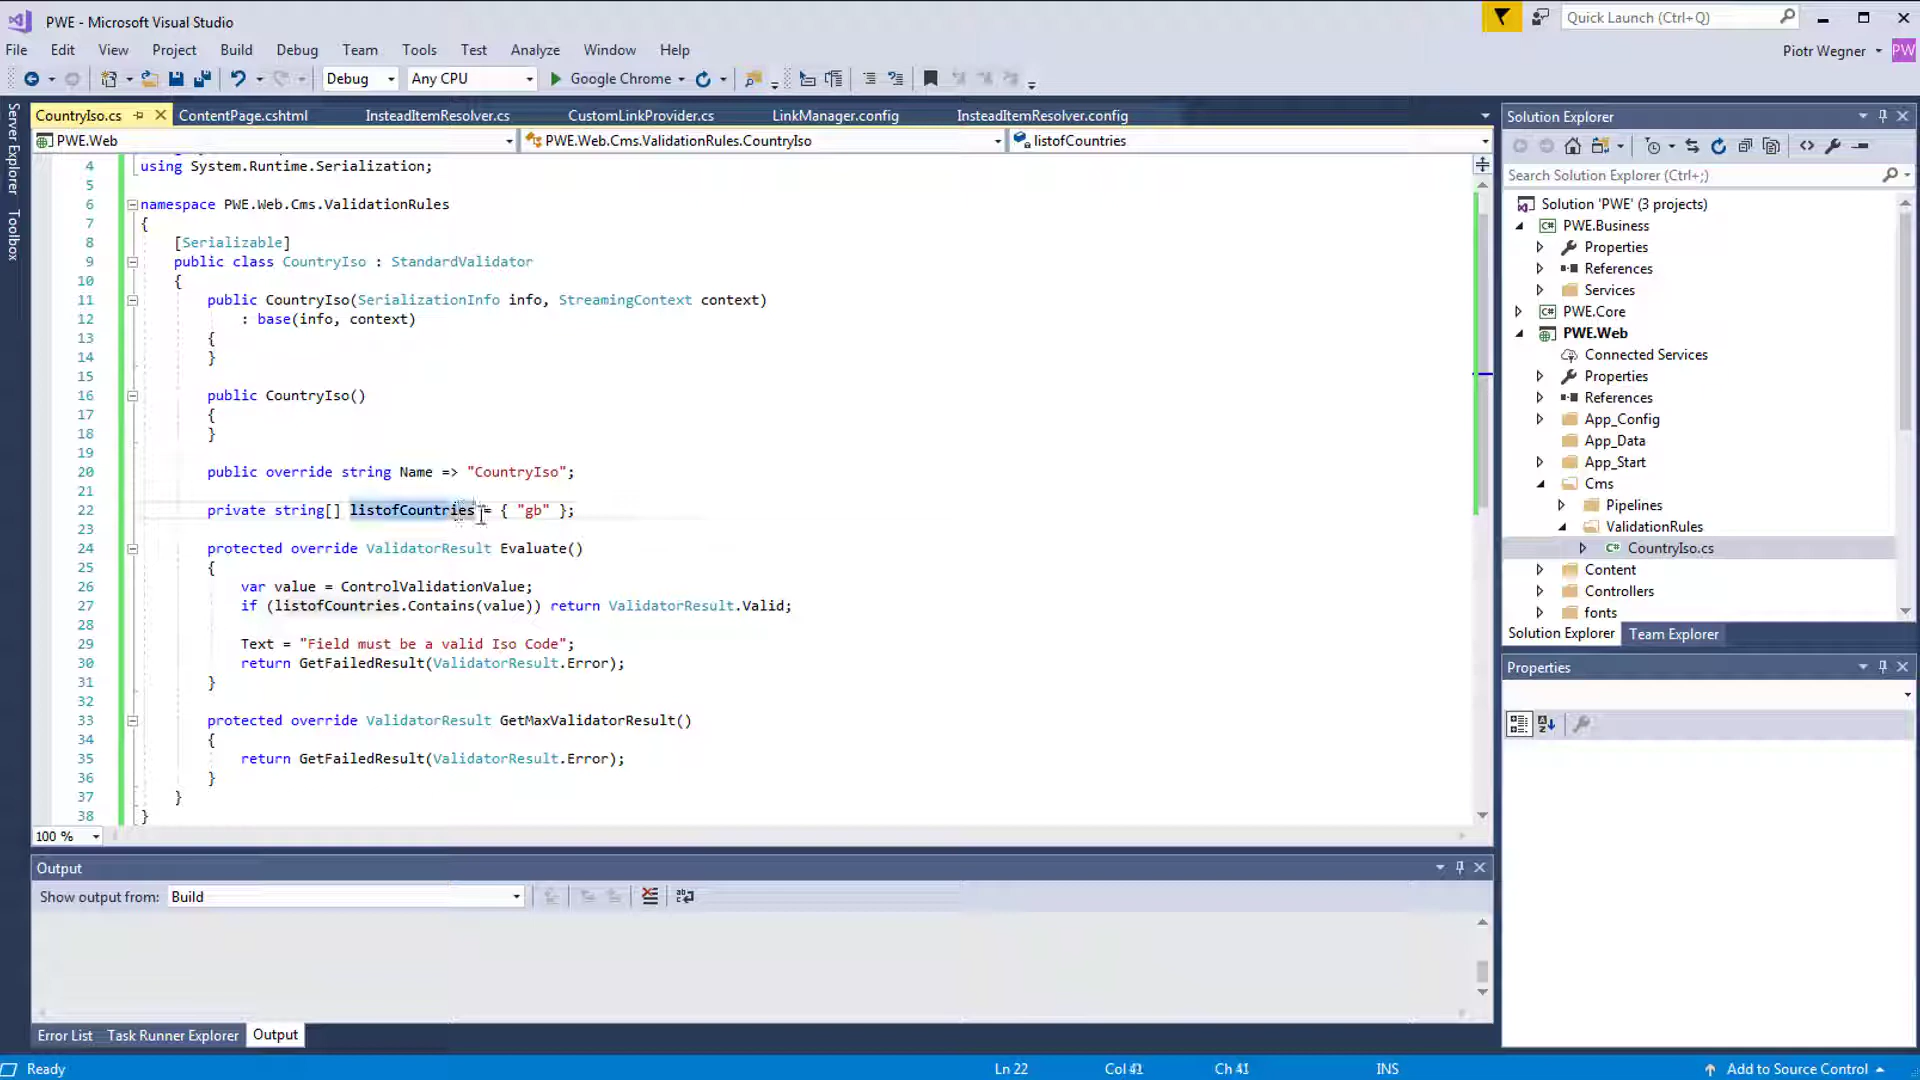 PWE - Microsoft Visual Studio
Quick Launch (Ctrl+Q)
File Edit View Project Build Debug Team Tools Test Analyze Window Help
Piotr Wegner PW
Debug Any CPU Google Chrome
Server Explorer
Toolbox
CountryIso.cs ContentPage.cshtml InsteadItemResolver.cs CustomLinkProvider.cs LinkManager.config InsteadItemResolver.config
PWE.Web PWE.Web.Cms.ValidationRules.CountryIso listofCountries
4 using System.Runtime.Serialization;
5
6 namespace PWE.Web.Cms.ValidationRules
7 {
8 [Serializable]
9 public class CountryIso : StandardValidator
10 {
11 public CountryIso(SerializationInfo info, StreamingContext context)
12 : base(info, context)
13 {
14 }
15
16 public CountryIso()
17 {
18 }
19
20 public override string Name => "CountryIso";
21
22 private string[] listofCountries = { "gb" };
23
24 protected override ValidatorResult Evaluate()
25 {
26 var value = ControlValidationValue;
27 if (listofCountries.Contains(value)) return ValidatorResult.Valid;
28
29 Text = "Field must be a valid Iso Code";
30 return GetFailedResult(ValidatorResult.Error);
31 }
32
33 protected override ValidatorResult GetMaxValidatorResult()
34 {
35 return GetFailedResult(ValidatorResult.Error);
36 }
37 }
38 }
100 %
Output
Show output from: Build
Error List Task Runner Explorer Output
Solution Explorer
Search Solution Explorer (Ctrl+;)
Solution 'PWE' (3 projects)
C# PWE.Business
Properties
References
Services
C# PWE.Core
PWE.Web
Connected Services
Properties
References
App_Config
App_Data
App_Start
Cms
Pipelines
ValidationRules
C# CountryIso.cs
Content
Controllers
fonts
Solution Explorer Team Explorer
Properties
Ready Ln 22 Col 41 Ch 41 INS Add to Source Control